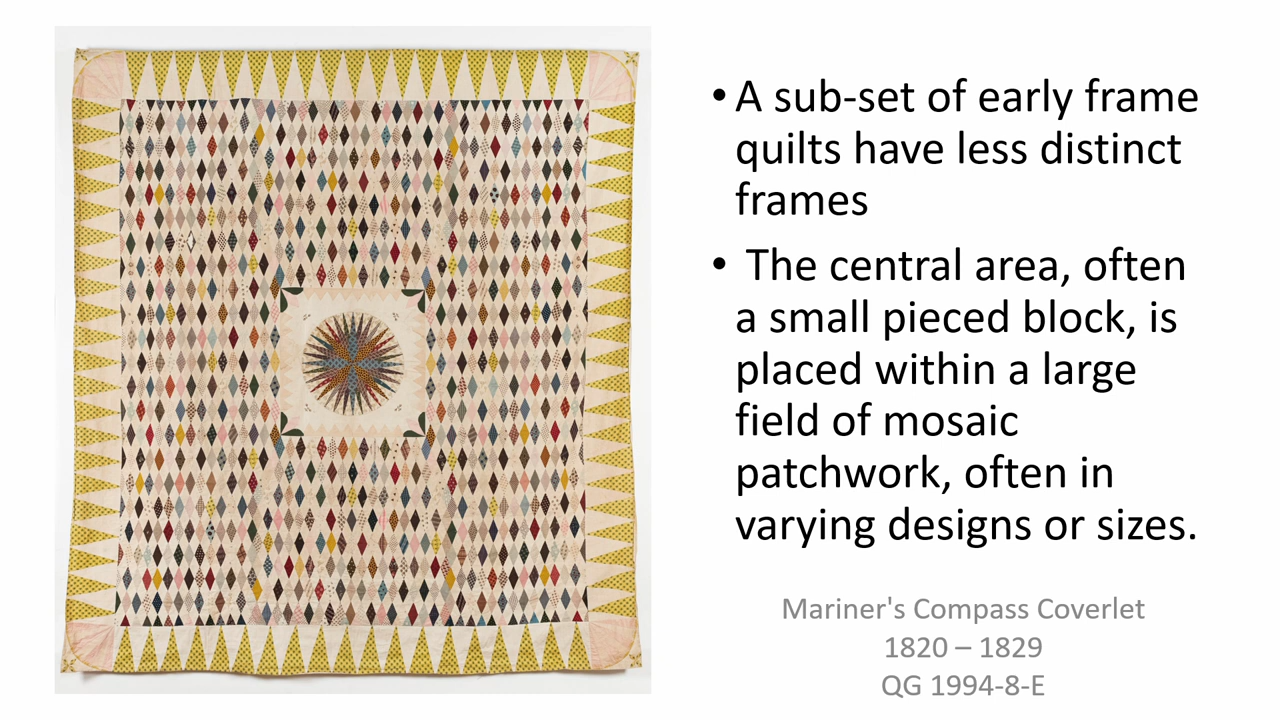 • A sub-set of early frame
quilts have less distinct
frames
• The central area, often
a small pieced block, is
placed within a large
field of mosaic
patchwork, often in
varying designs or sizes.
Mariner's Compass Coverlet
1820 – 1829
QG 1994-8-E